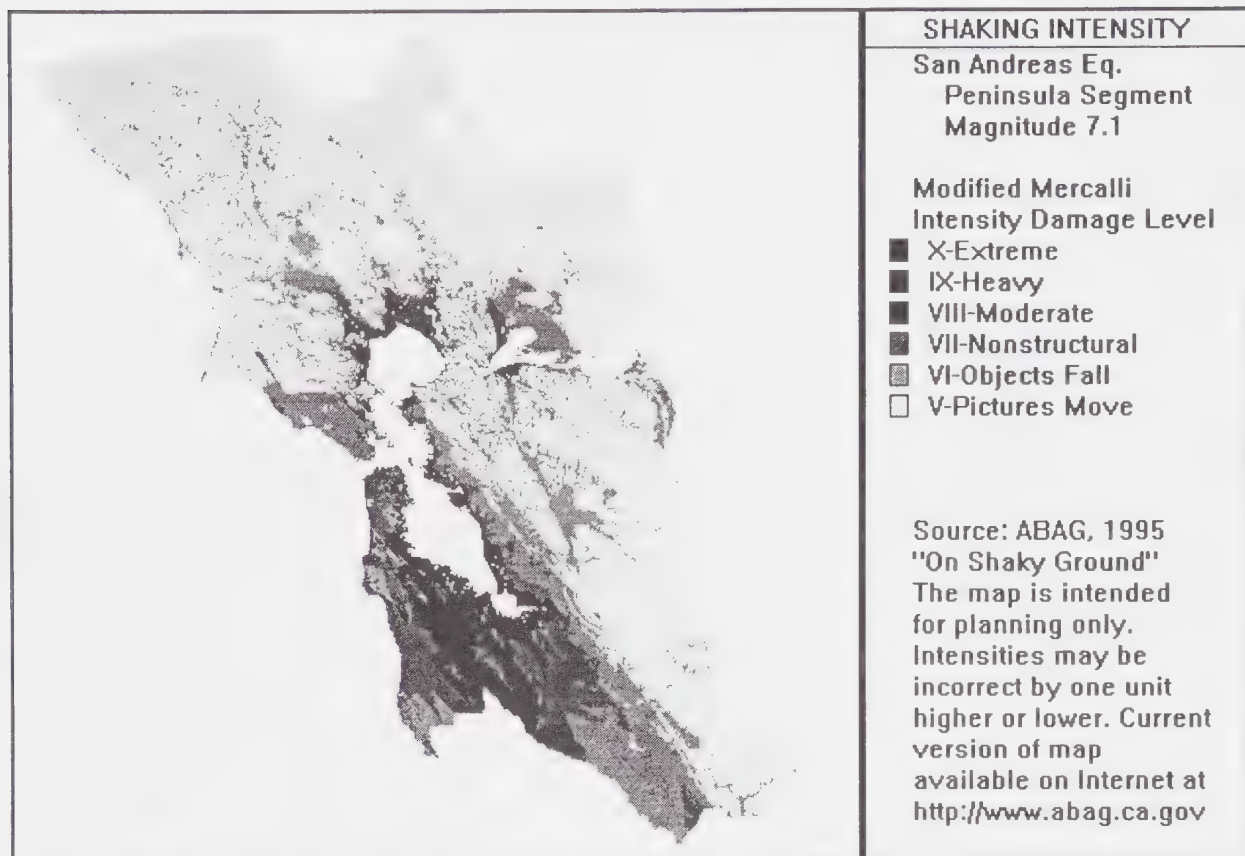 SHAKING INTENSITY
San Andreas Eq.
Peninsula Segment
Magnitude 7.1
Modified Mercalli
Intensity Damage Level
X-Extreme
IX-Heavy
VIII-Moderate
VII-Nonstructural
VI-Objects Fall
V-Pictures Move
Source: ABAG, 1995
"On Shaky Ground"
The map is intended
for planning only.
Intensities may be
incorrect by one unit
higher or lower. Current
version of map
available on Internet at
http://www.abag.ca.gov